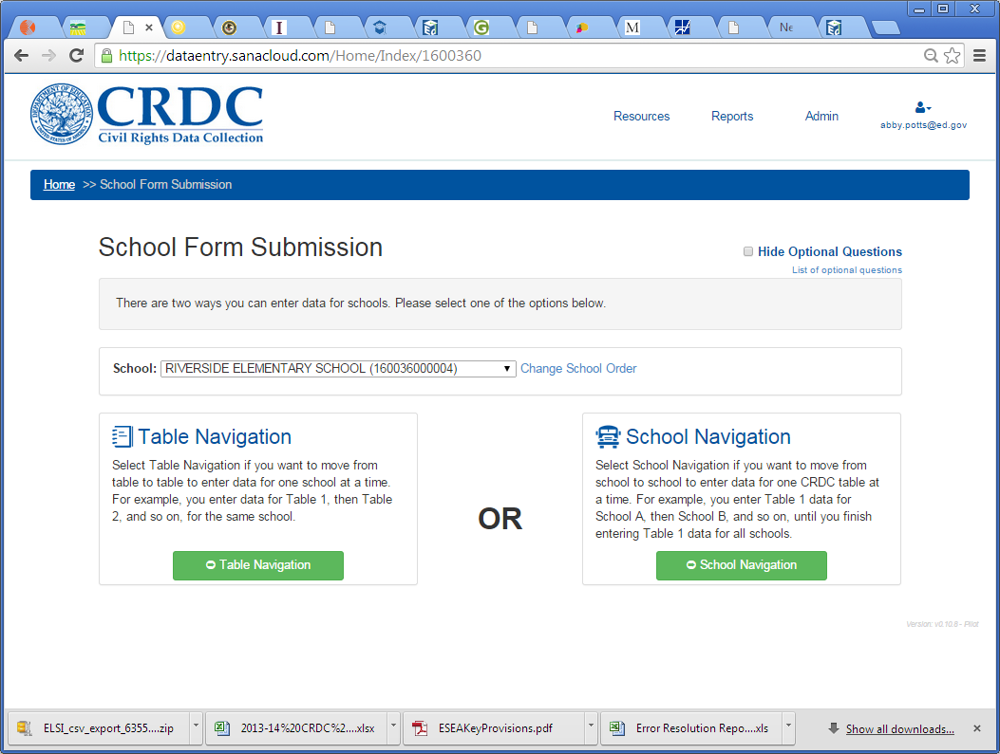 M
Ne
https://dataentry.sanacloud.com/Home/Index/1600360
CRDC
Civil Rights Data Collection
Resources
Reports
Admin
abby.potts@ed.gov
Home >> School Form Submission
School Form Submission
Hide Optional Questions
List of optional questions
There are two ways you can enter data for schools. Please select one of the options below.
School: RIVERSIDE ELEMENTARY SCHOOL (160036000004) Change School Order
Table Navigation
Select Table Navigation if you want to move from
table to table to enter data for one school at a time.
For example, you enter data for Table 1, then Table
2, and so on, for the same school.
Table Navigation
OR
School Navigation
Select School Navigation if you want to move from
school to school to enter data for one CRDC table at
a time. For example, you enter Table 1 data for
School A, then School B, and so on, until you finish
entering Table 1 data for all schools.
School Navigation
Version: v0.10.6 - Pilot
ELSI_csv_export_6355....zip
2013-14%20CRDC%2....xlsx
ESEAKeyProvisions.pdf
Error Resolution Repo....xls
Show all downloads...